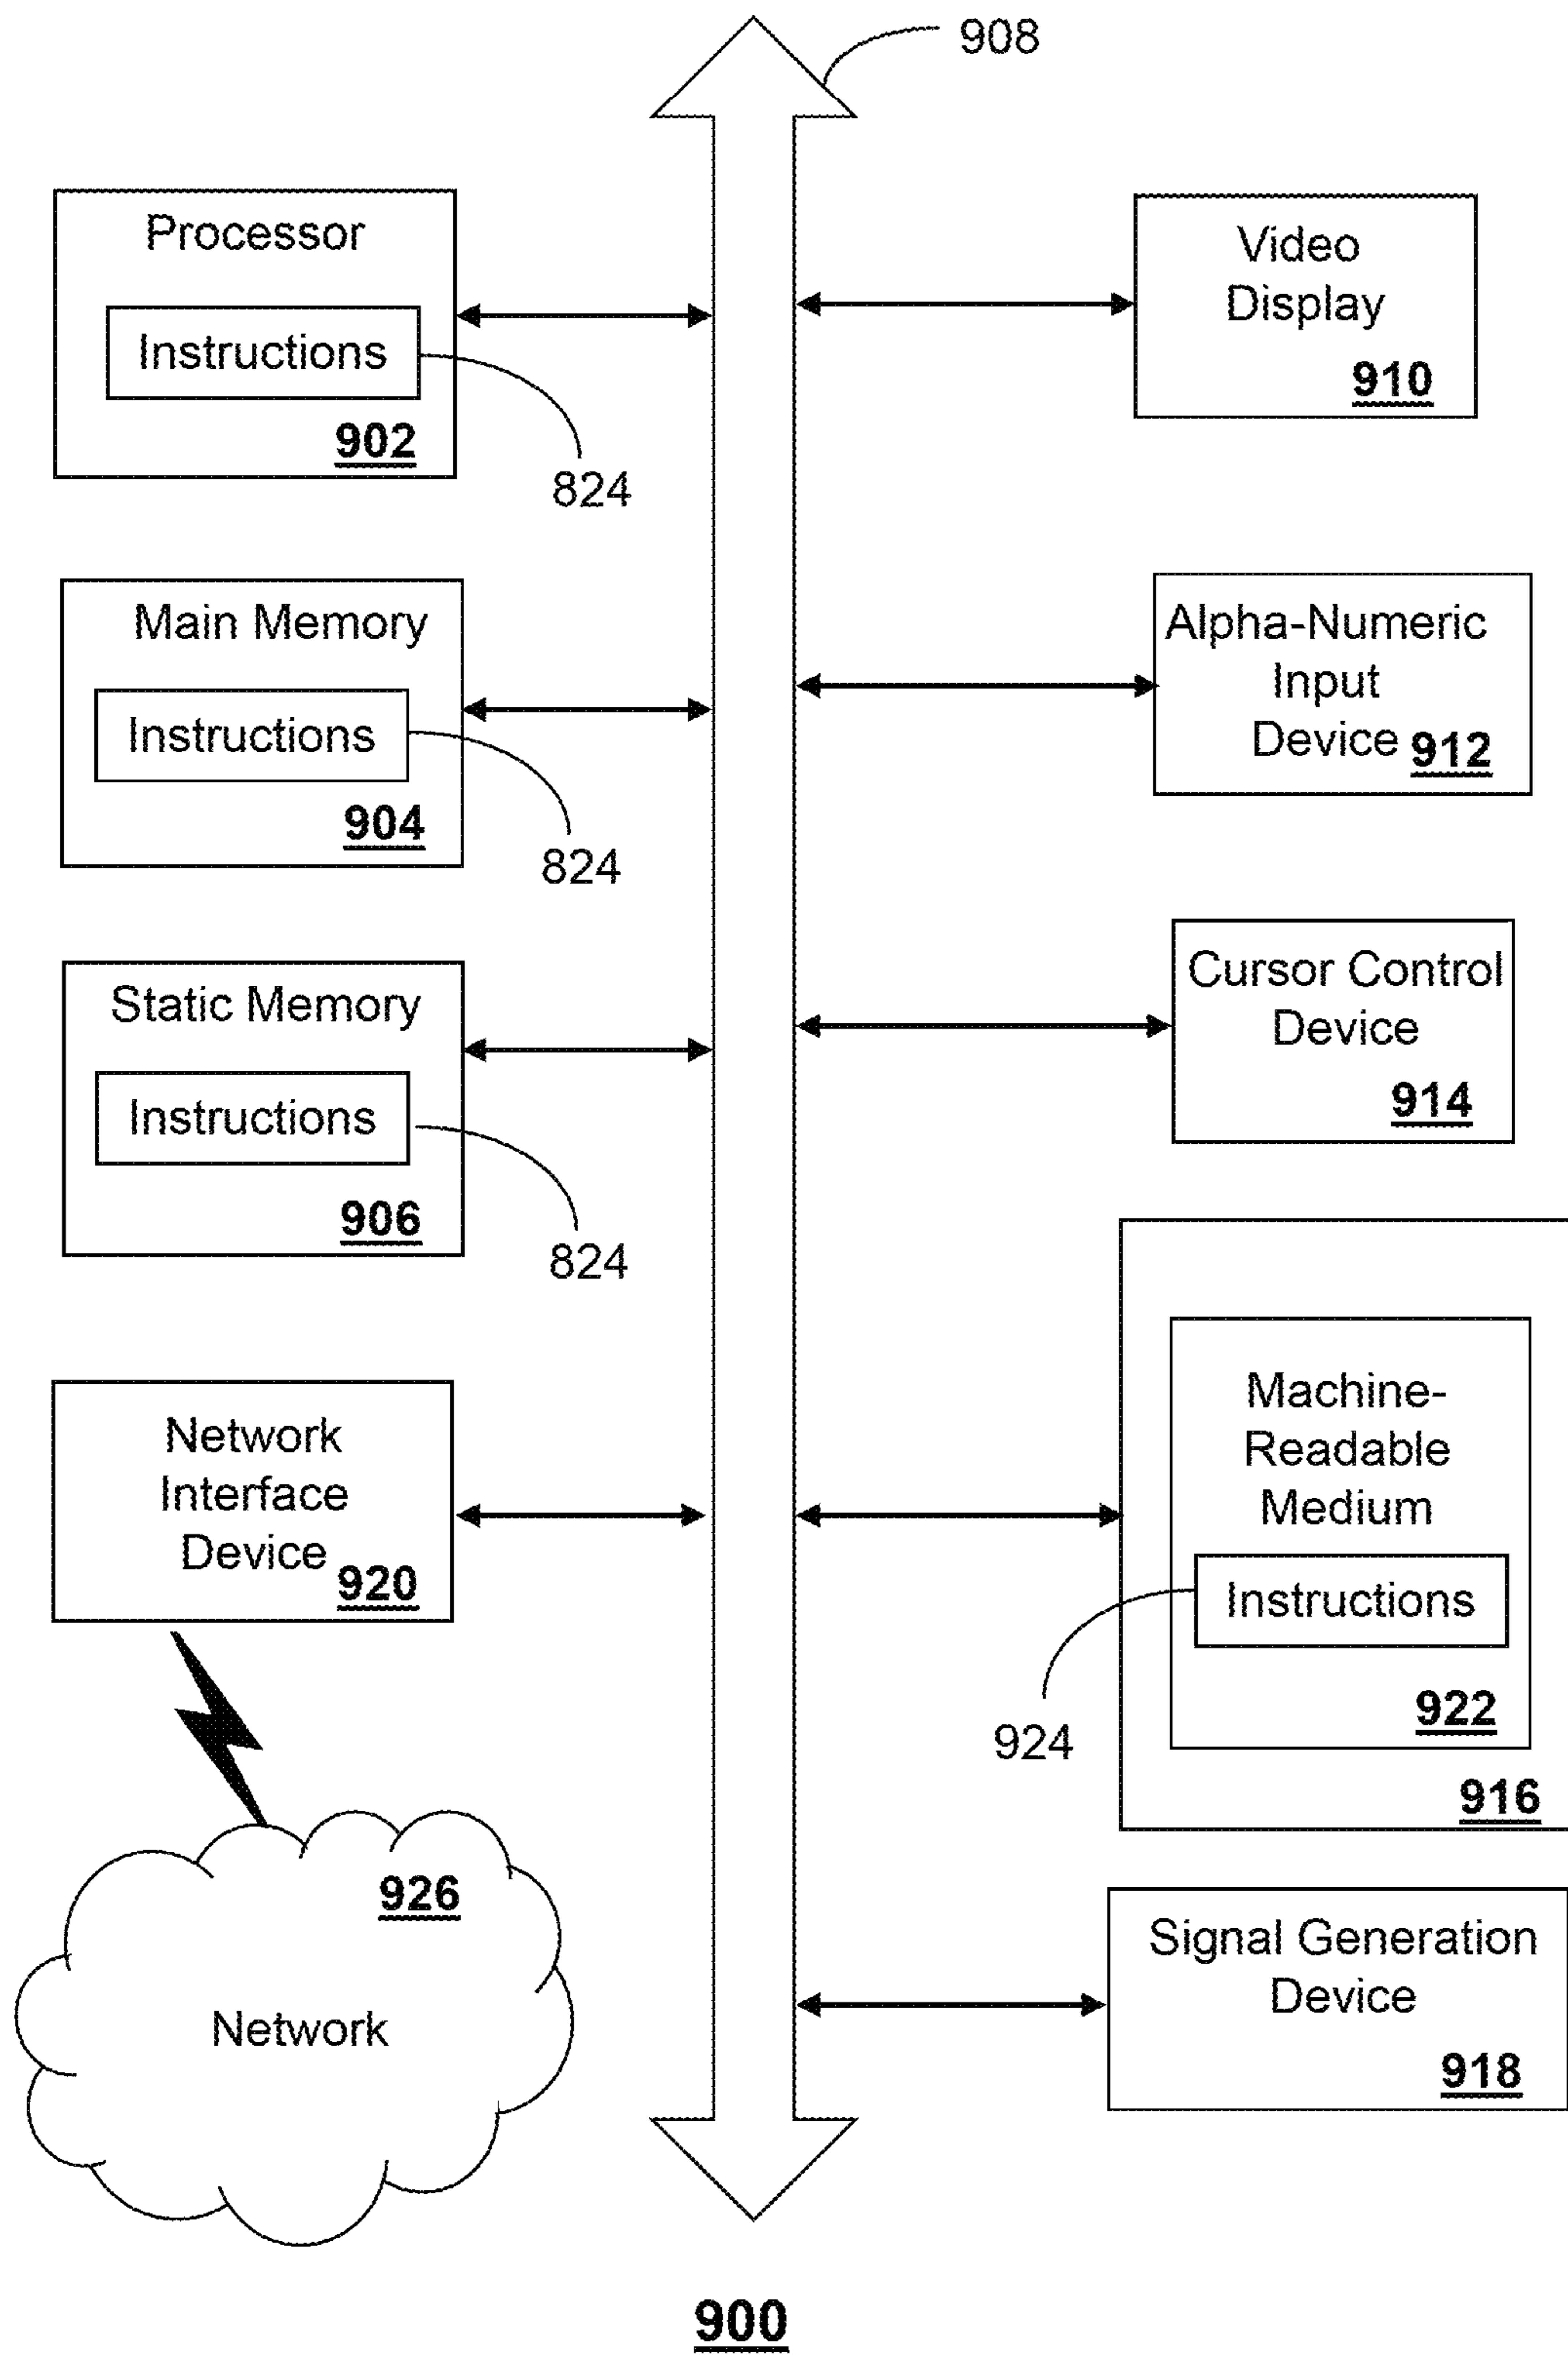 908
Processor
Instructions
902
824
Main Memory
Instructions
904
824
Static Memory
Instructions
906
824
Network
Interface
Device
920
926
Network
Video
Display
910
Alpha-Numeric
Input
Device 912
Cursor Control
Device
914
Machine-
Readable
Medium
Instructions
922
924
916
Signal Generation
Device
918
900